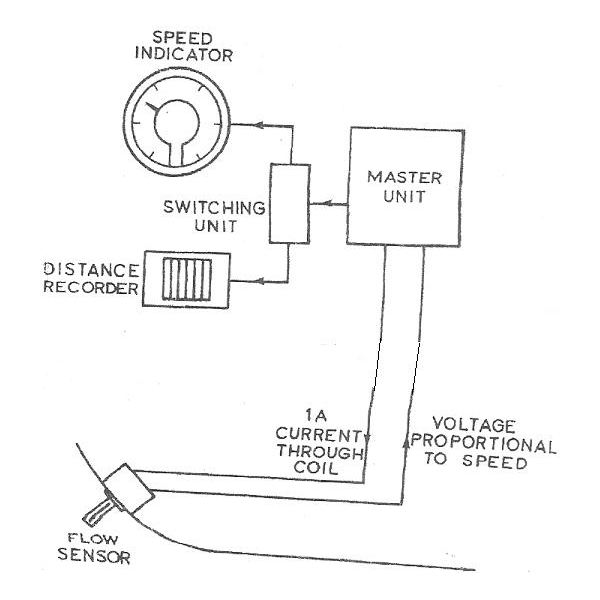 SPEED
INDICATOR
MASTER
UNIT
SWITCHING
UNIT
DISTANCE
RECORDER
1A
CURRENT
THROUGH
COIL
VOLTAGE
PROPORTIONAL
TO SPEED
FLOW
SENSOR